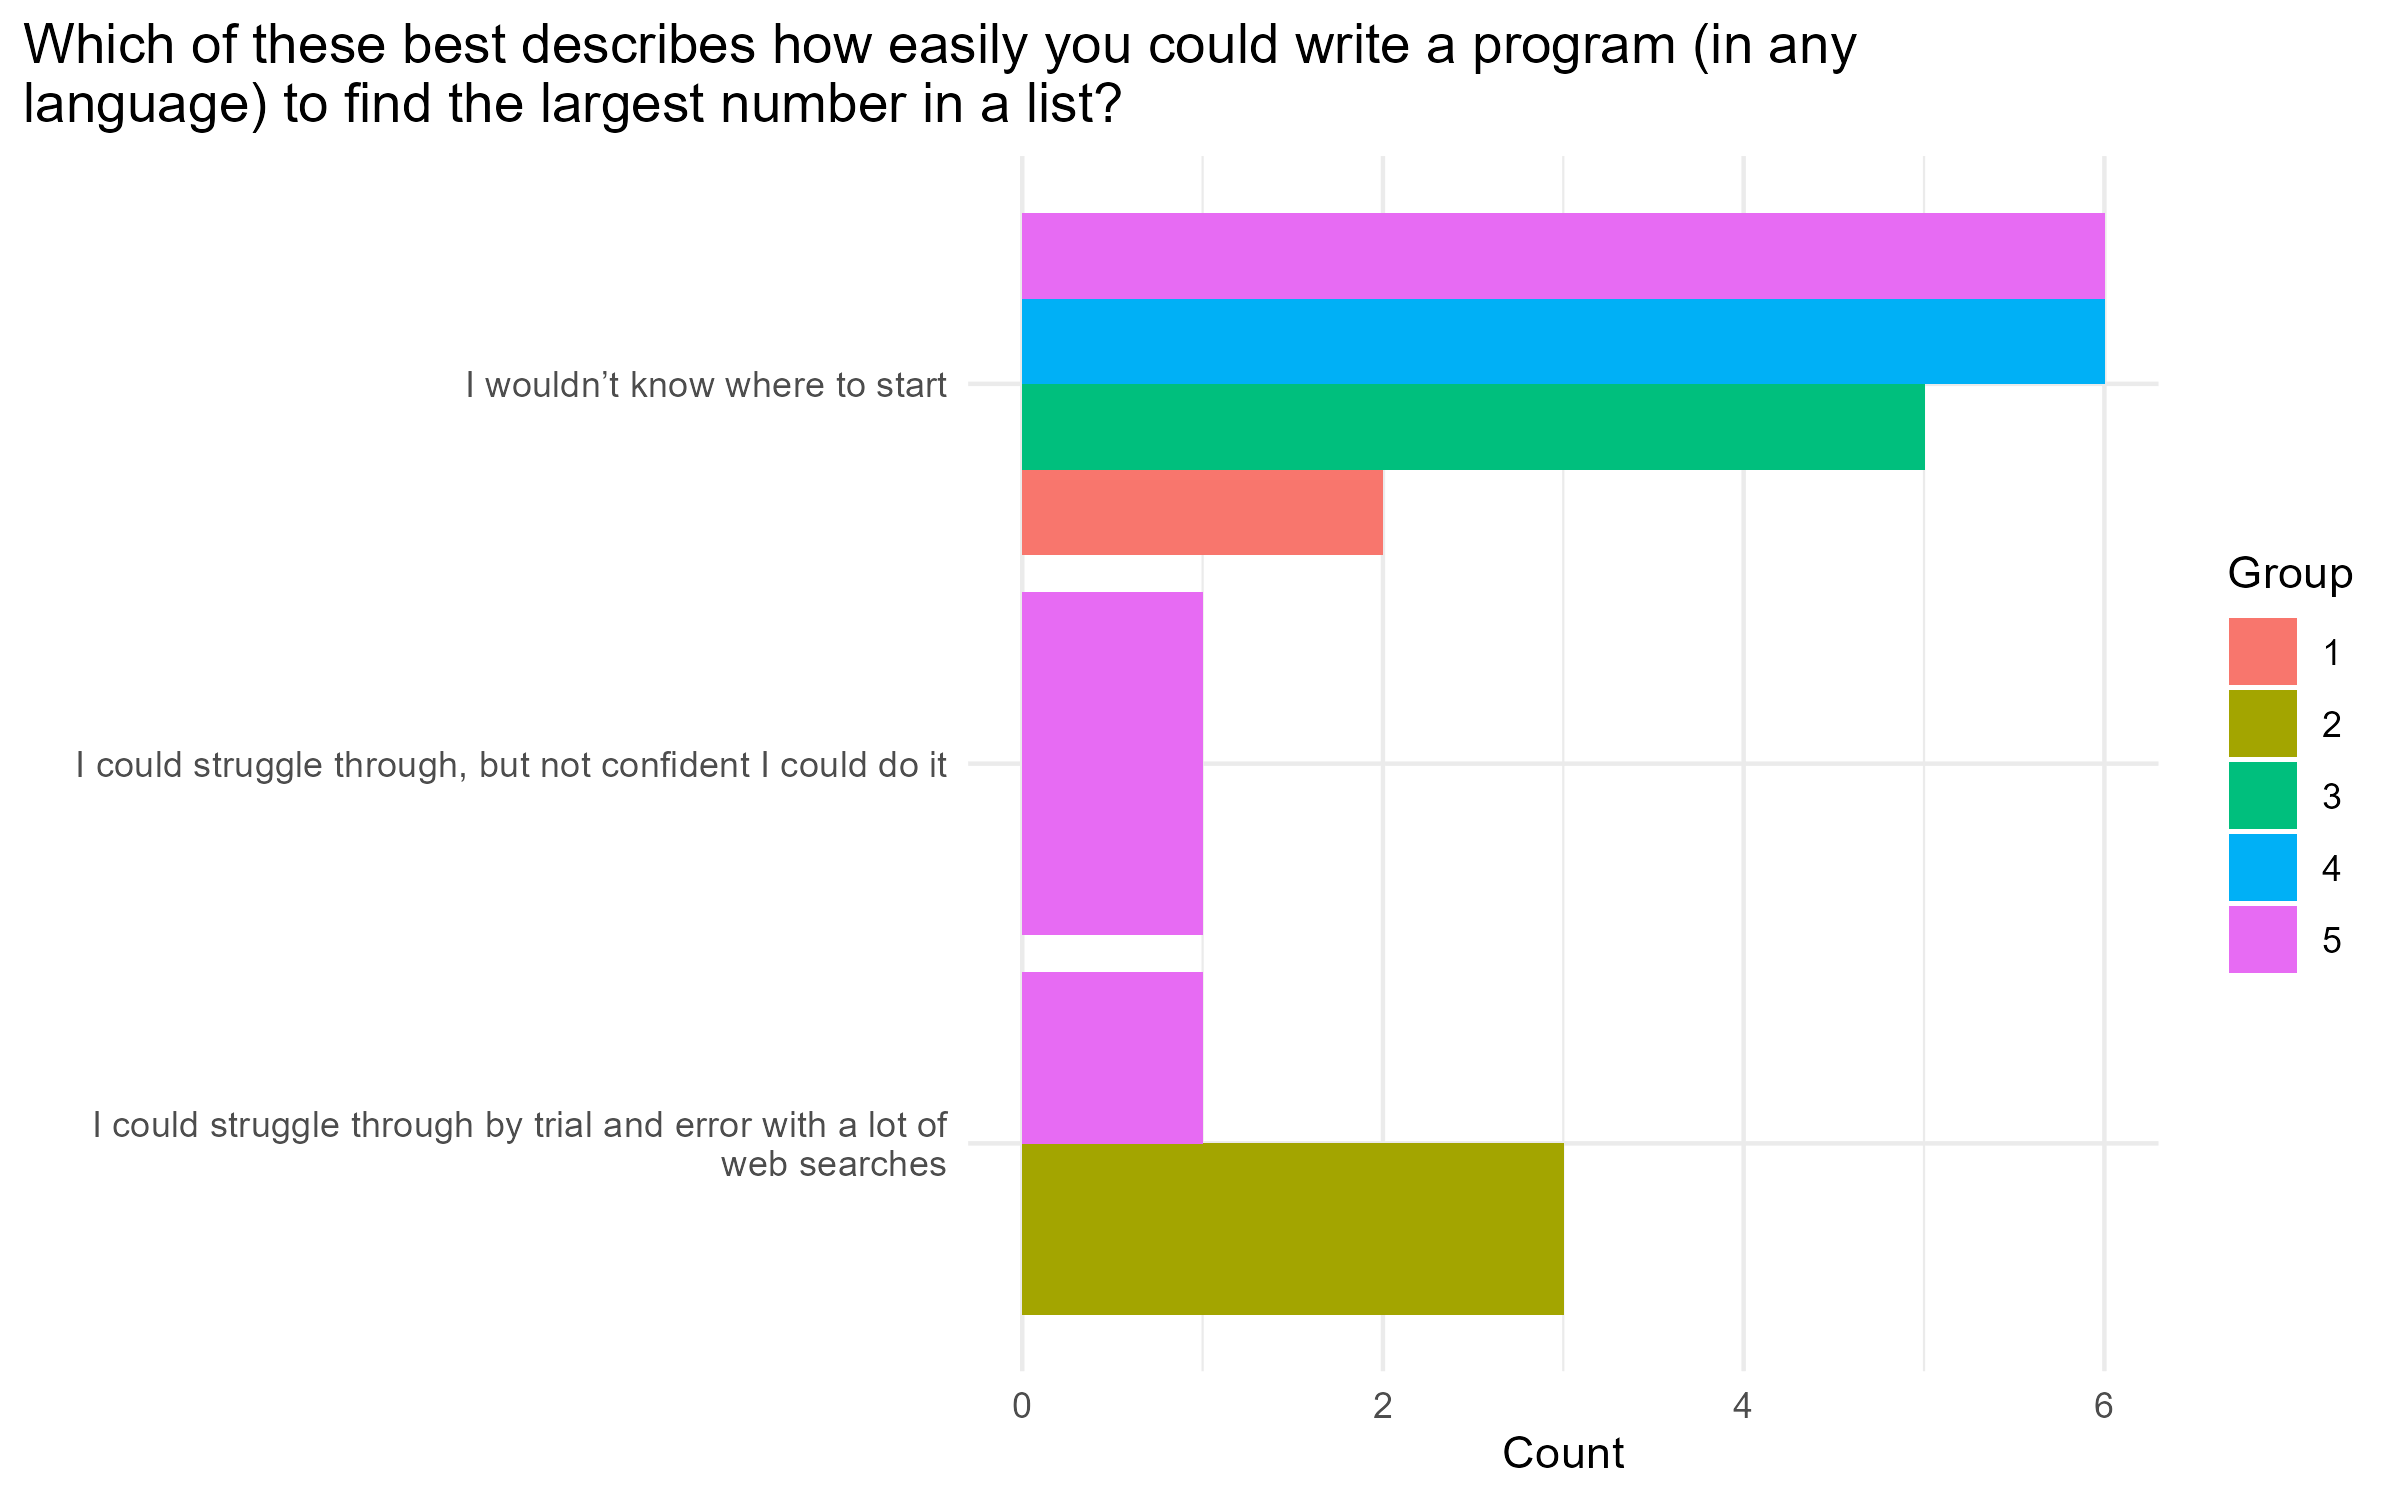 Which of these best describes how easily you could write a program (in any
language) to find the largest number in a list?
I wouldn’t know where to start
I could struggle through, but not confident I could do it
I could struggle through by trial and error with a lot of
web searches
0 2 4 6
Count
Group
1
2
3
4
5